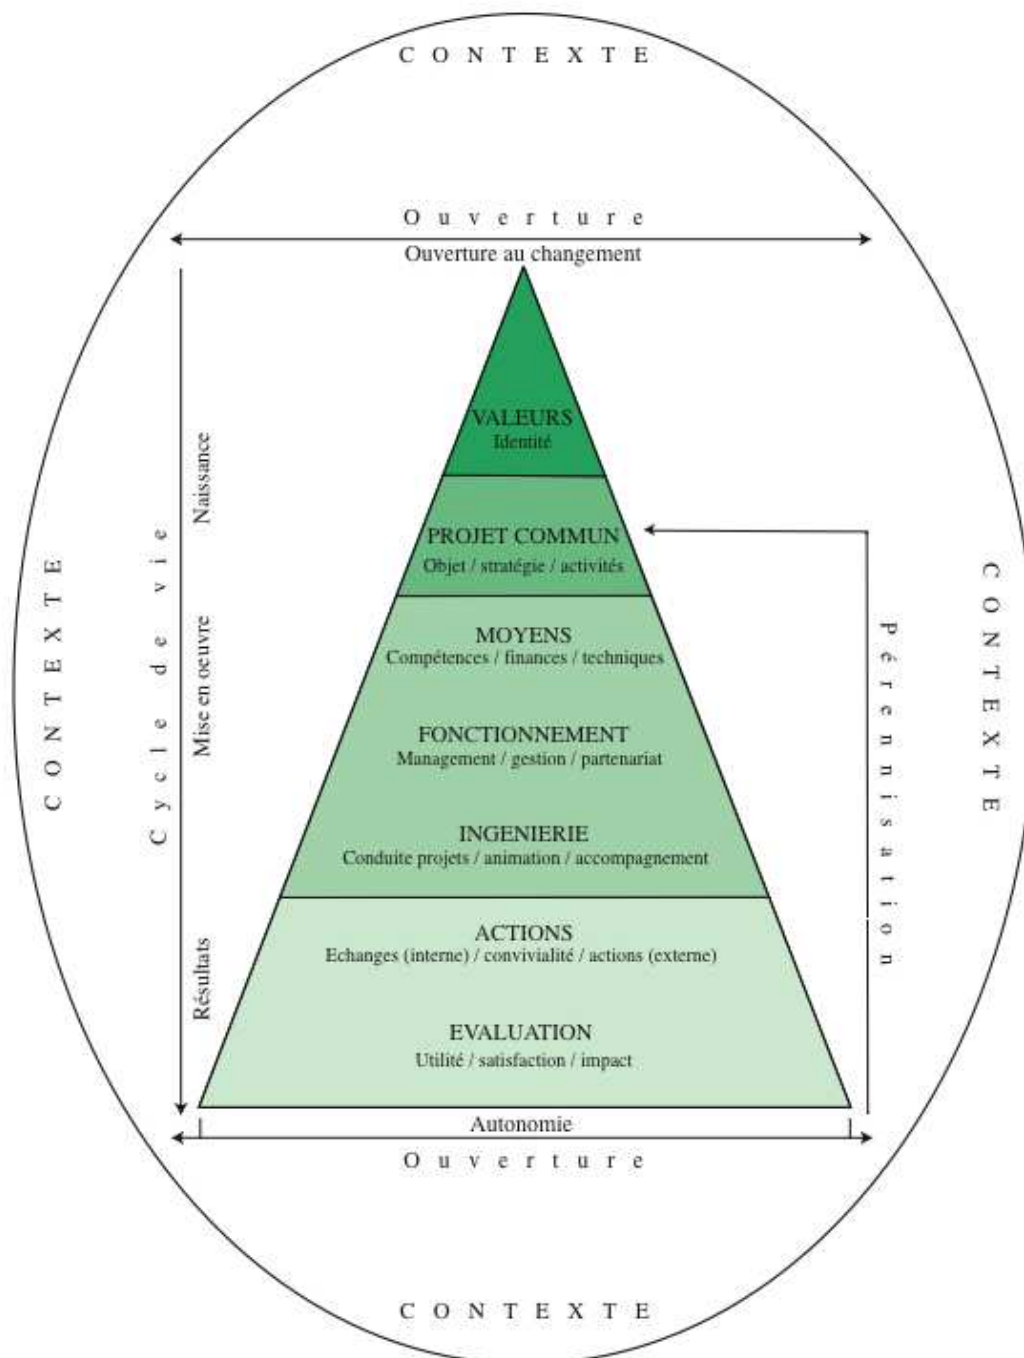 CONTEXTE
Ouverture
Ouverture au changement
VALEURS
Identité
Naissance
PROJET COMMUN
Objet / stratégie / activités
CONTEXTE
Cycle de vie
Mise en oeuvre
MOYENS
Compétences / finances / techniques
FONCTIONNEMENT
Management / gestion / partenariat
INGENIERIE
Conduite projets / animation / accompagnement
Pérennisation
CONTEXTE
Résultats
ACTIONS
Echanges (interne) / convivialité / actions (externe)
EVALUATION
Utilité / satisfaction / impact
Autonomie
Ouverture
CONTEXTE